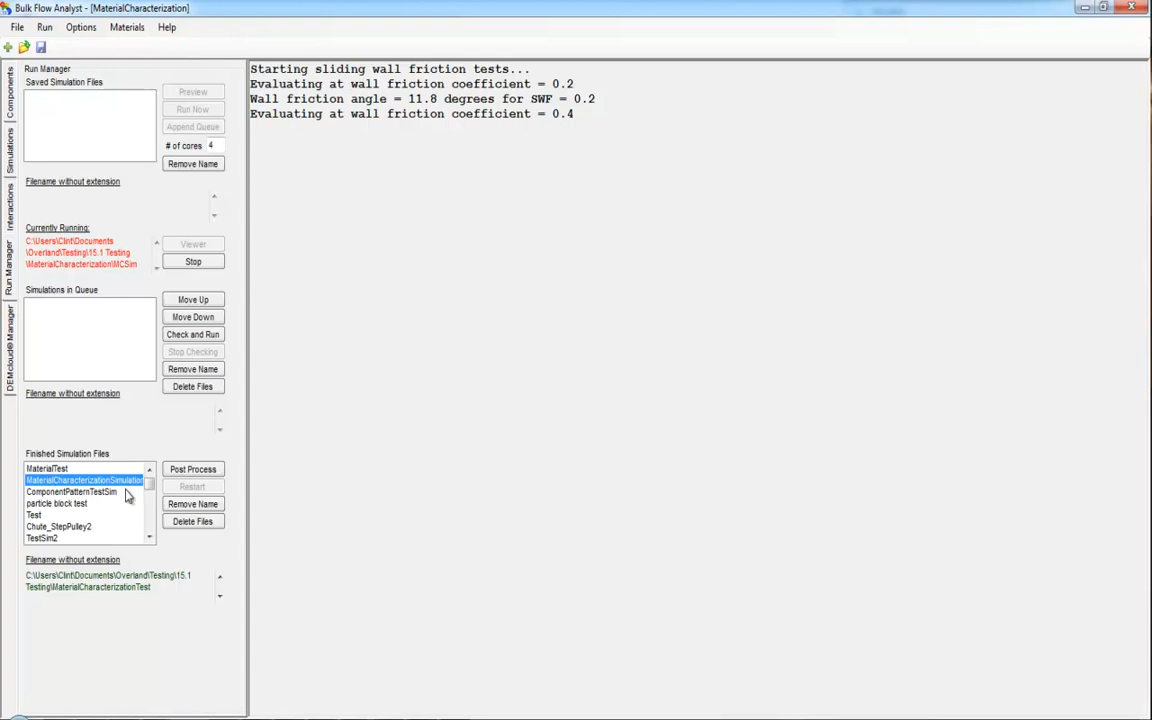 Bulk Flow Analyst - [MaterialCharacterization]
File Run Options Materials Help
Components
Simulations
Interactions
Run Manager
DEMcloud®Manager
Run Manager
Saved Simulation Files
Preview
Run Now
Append Queue
# of cores 4
Remove Name
Filename without extension
Currently Running:
C:\Users\Clint\Documents
\Overland\Testing\15.1 Testing
\MaterialCharacterization\MCSim
Viewer
Stop
Simulations in Queue
Move Up
Move Down
Check and Run
Stop Checking
Remove Name
Delete Files
Filename without extension
Finished Simulation Files
MaterialTest
MaterialCharacterizationSimulation
ComponentPatternTestSim
particle block test
Test
Chute_StepPulley2
TestSim2
Post Process
Restart
Remove Name
Delete Files
Filename without extension
C:\Users\Clint\Documents\Overland\Testing\15.1
Testing\MaterialCharacterizationTest
Starting sliding wall friction tests...
Evaluating at wall friction coefficient = 0.2
Wall friction angle = 11.8 degrees for SWF = 0.2
Evaluating at wall friction coefficient = 0.4